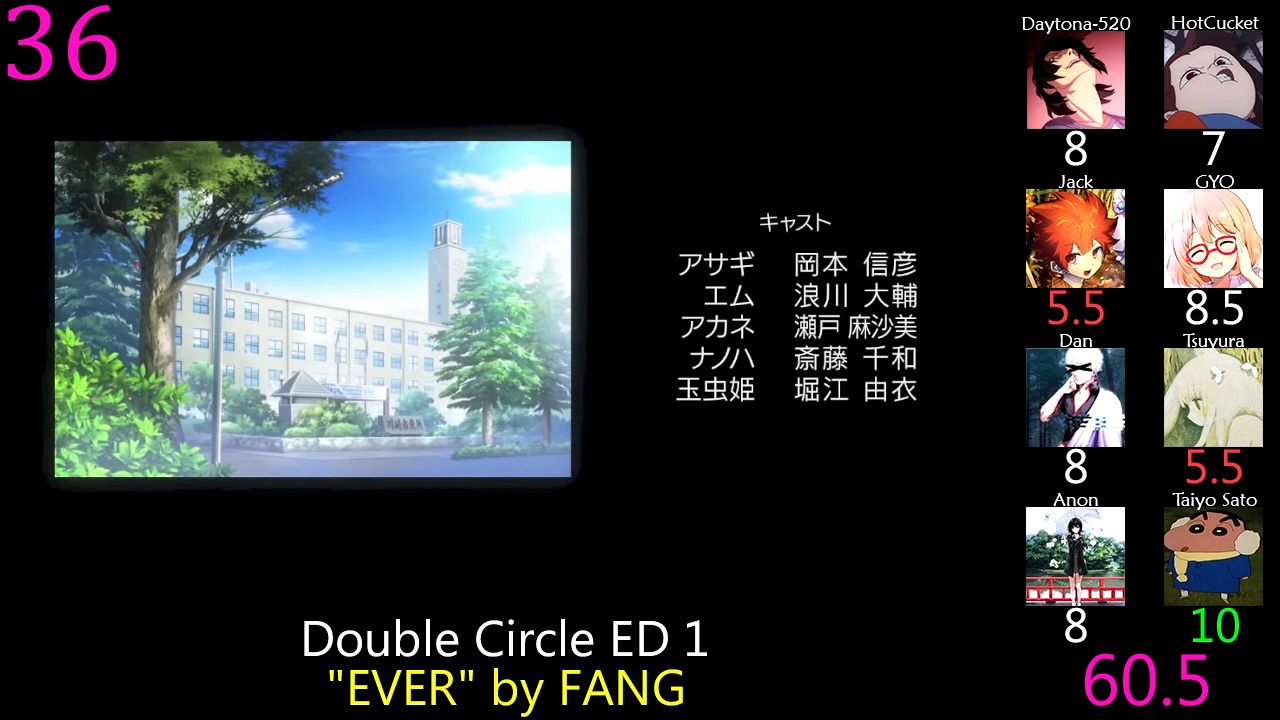 36
キャスト
アサギ 岡本 信彦
エム 浪川 大輔
アカネ 瀬戸 麻沙美
ナノハ 斎藤 千和
玉虫姫 堀江 由衣
Double Circle ED 1
"EVER" by FANG
Daytona-520 HotCucket
8 7
Jack GYO
5.5 8.5
Dan Tsuyura
8 5.5
Anon Taiyo Sato
8 10
60.5